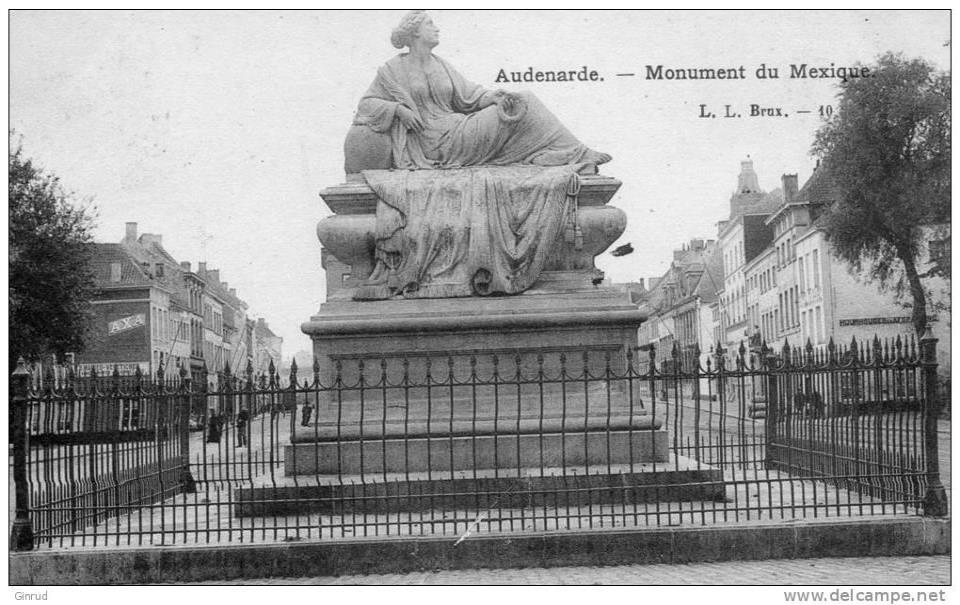 Audenarde. — Monument du Mexique.
L. L. Brux. — 10
Ginrud
www.delcampe.net